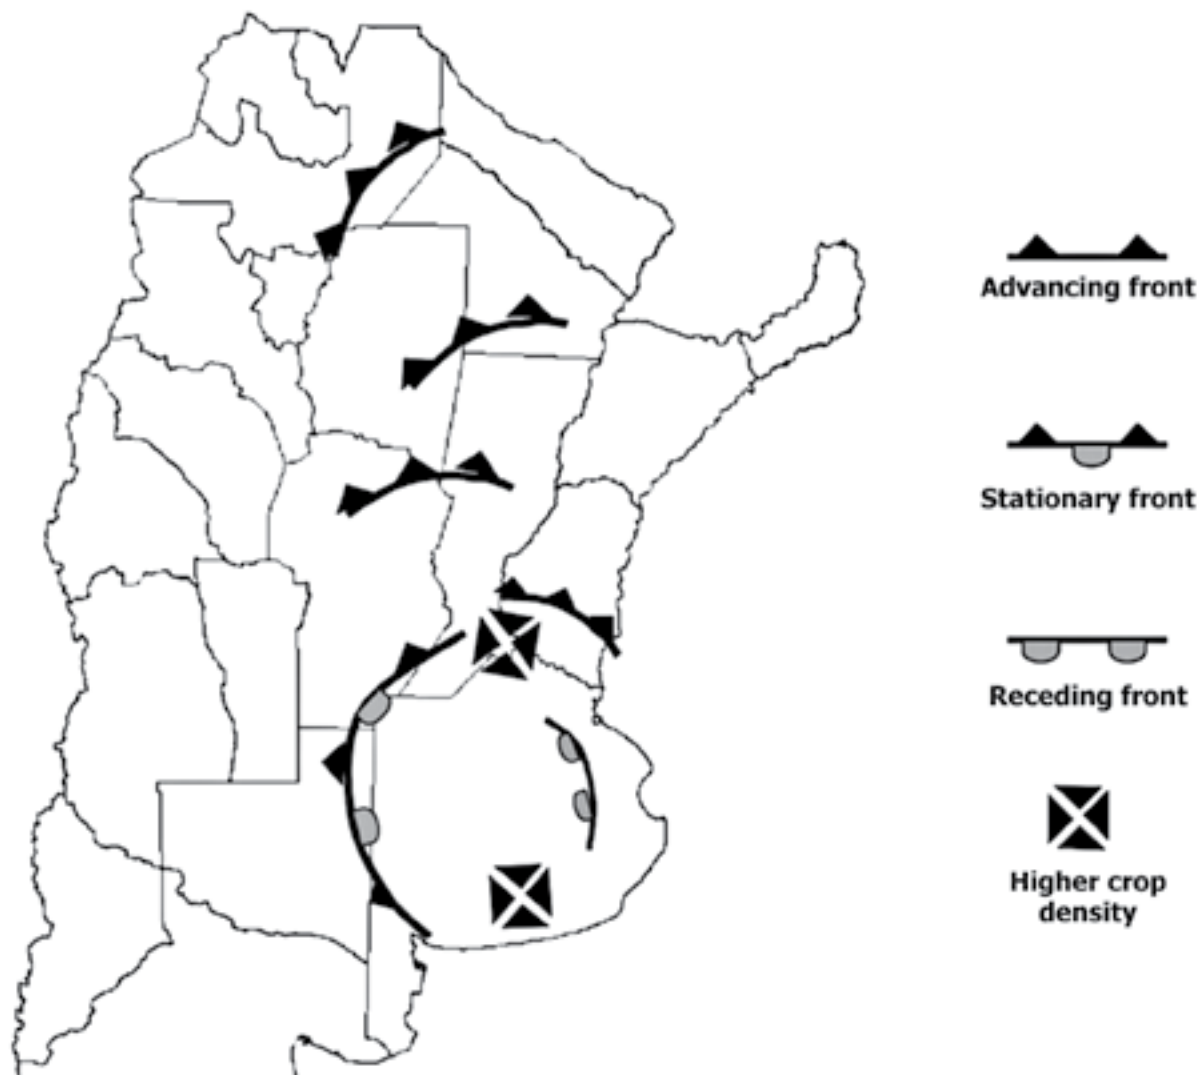 Advancing front
Stationary front
Receding front
Higher crop
density